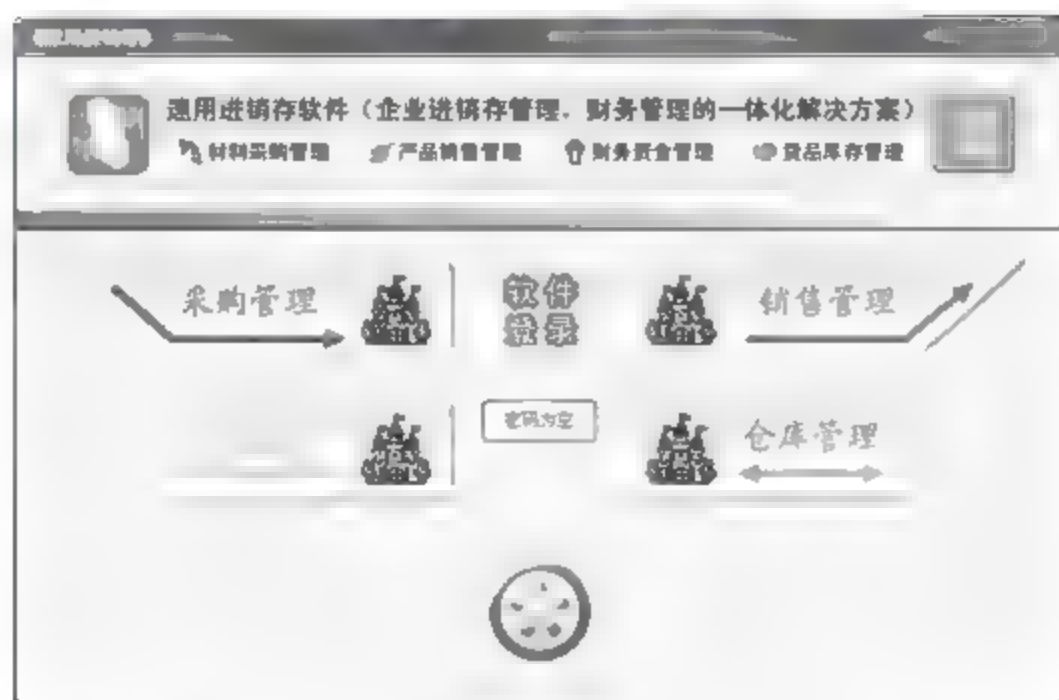 速用进销存软件（企业进销存管理、财务管理的一体化解决方案）
材料采购管理 产品销售管理 财务资金管理 货品库存管理
采购管理 软件 销售管理
登录
密码为空 仓库管理